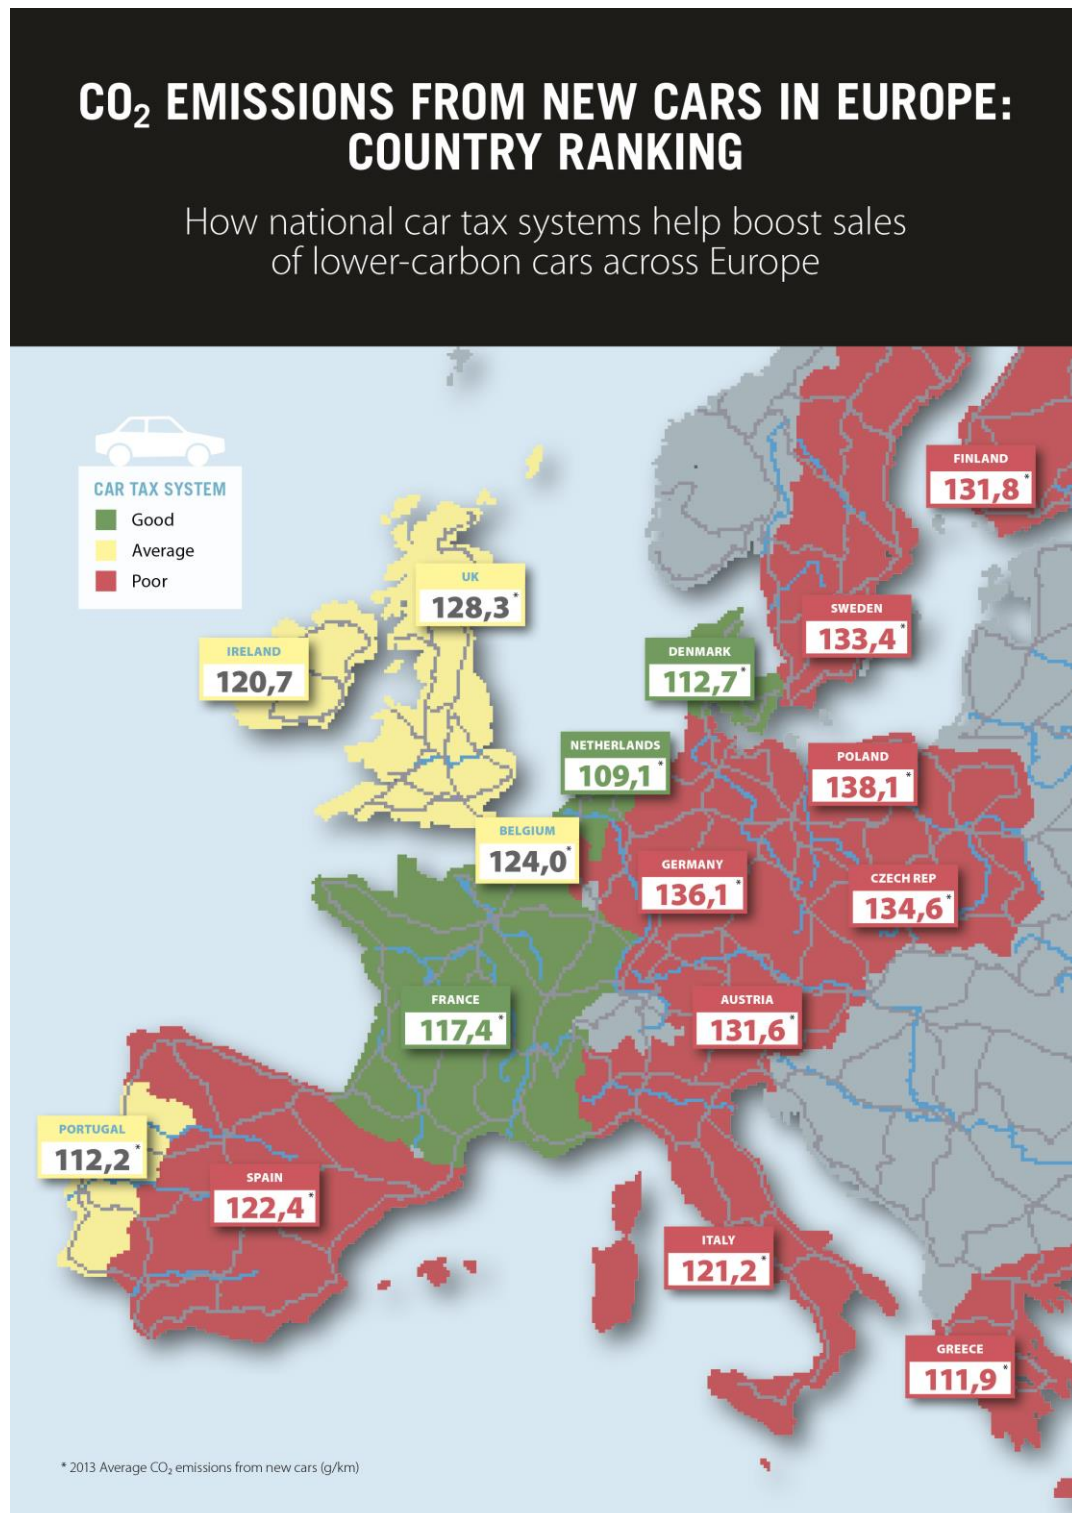 CO₂ EMISSIONS FROM NEW CARS IN EUROPE:
COUNTRY RANKING
How national car tax systems help boost sales
of lower-carbon cars across Europe
CAR TAX SYSTEM
Good
Average
Poor
FINLAND
131,8*
UK
128,3*
SWEDEN
133,4*
IRELAND
120,7
DENMARK
112,7*
NETHERLANDS
109,1*
POLAND
138,1*
BELGIUM
124,0*
GERMANY
136,1*
CZECH REP
134,6*
FRANCE
117,4*
AUSTRIA
131,6*
PORTUGAL
112,2*
SPAIN
122,4*
ITALY
121,2*
GREECE
111,9*
* 2013 Average CO₂ emissions from new cars (g/km)